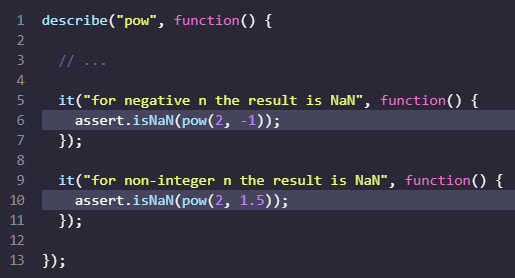 1 describe("pow", function() {
2
3   // ...
4
5   it("for negative n the result is NaN", function() {
6     assert.isNaN(pow(2, -1));
7   });
8
9   it("for non-integer n the result is NaN", function() {
10     assert.isNaN(pow(2, 1.5));
11   });
12
13 });